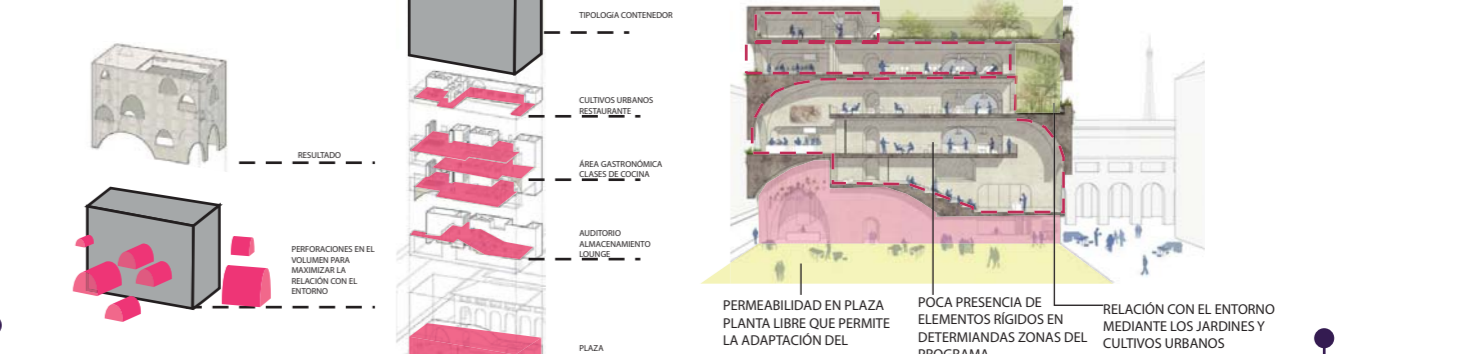 RESULTADO
PERFORACIONES EN EL
VOLUMEN PARA
MAXIMIZAR LA
RELACIÓN CON EL
ENTORNO
TIPOLOGIA CONTENEDOR
CULTIVOS URBANOS
RESTAURANTE
ÁREA GASTRONÓMICA
CLASES DE COCINA
AUDITORIO
ALMACENAMIENTO
LOUNGE
PLAZA
PERMEABILIDAD EN PLAZA
PLANTA LIBRE QUE PERMITE
LA ADAPTACIÓN DEL
POCA PRESENCIA DE
ELEMENTOS RÍGIDOS EN
DETERMIANDAS ZONAS DEL
PROGRAMA
RELACIÓN CON EL ENTORNO
MEDIANTE LOS JARDINES Y
CULTIVOS URBANOS